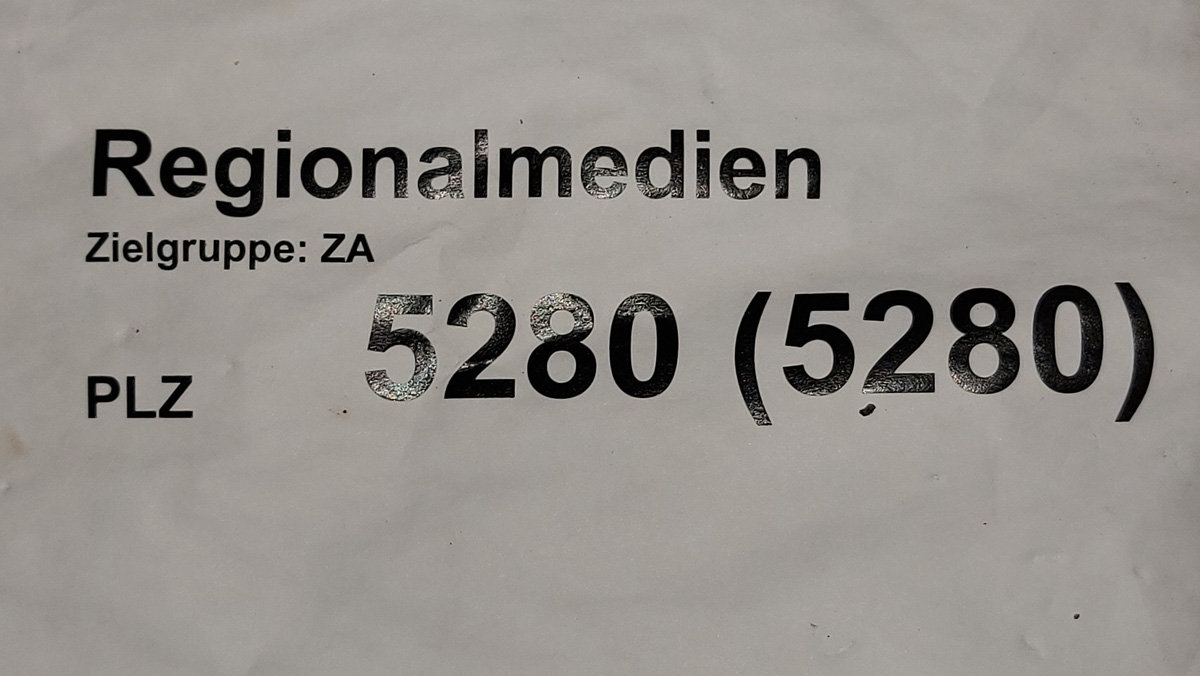 Regionalmedien
Zielgruppe: ZA
PLZ 5280 (5280)